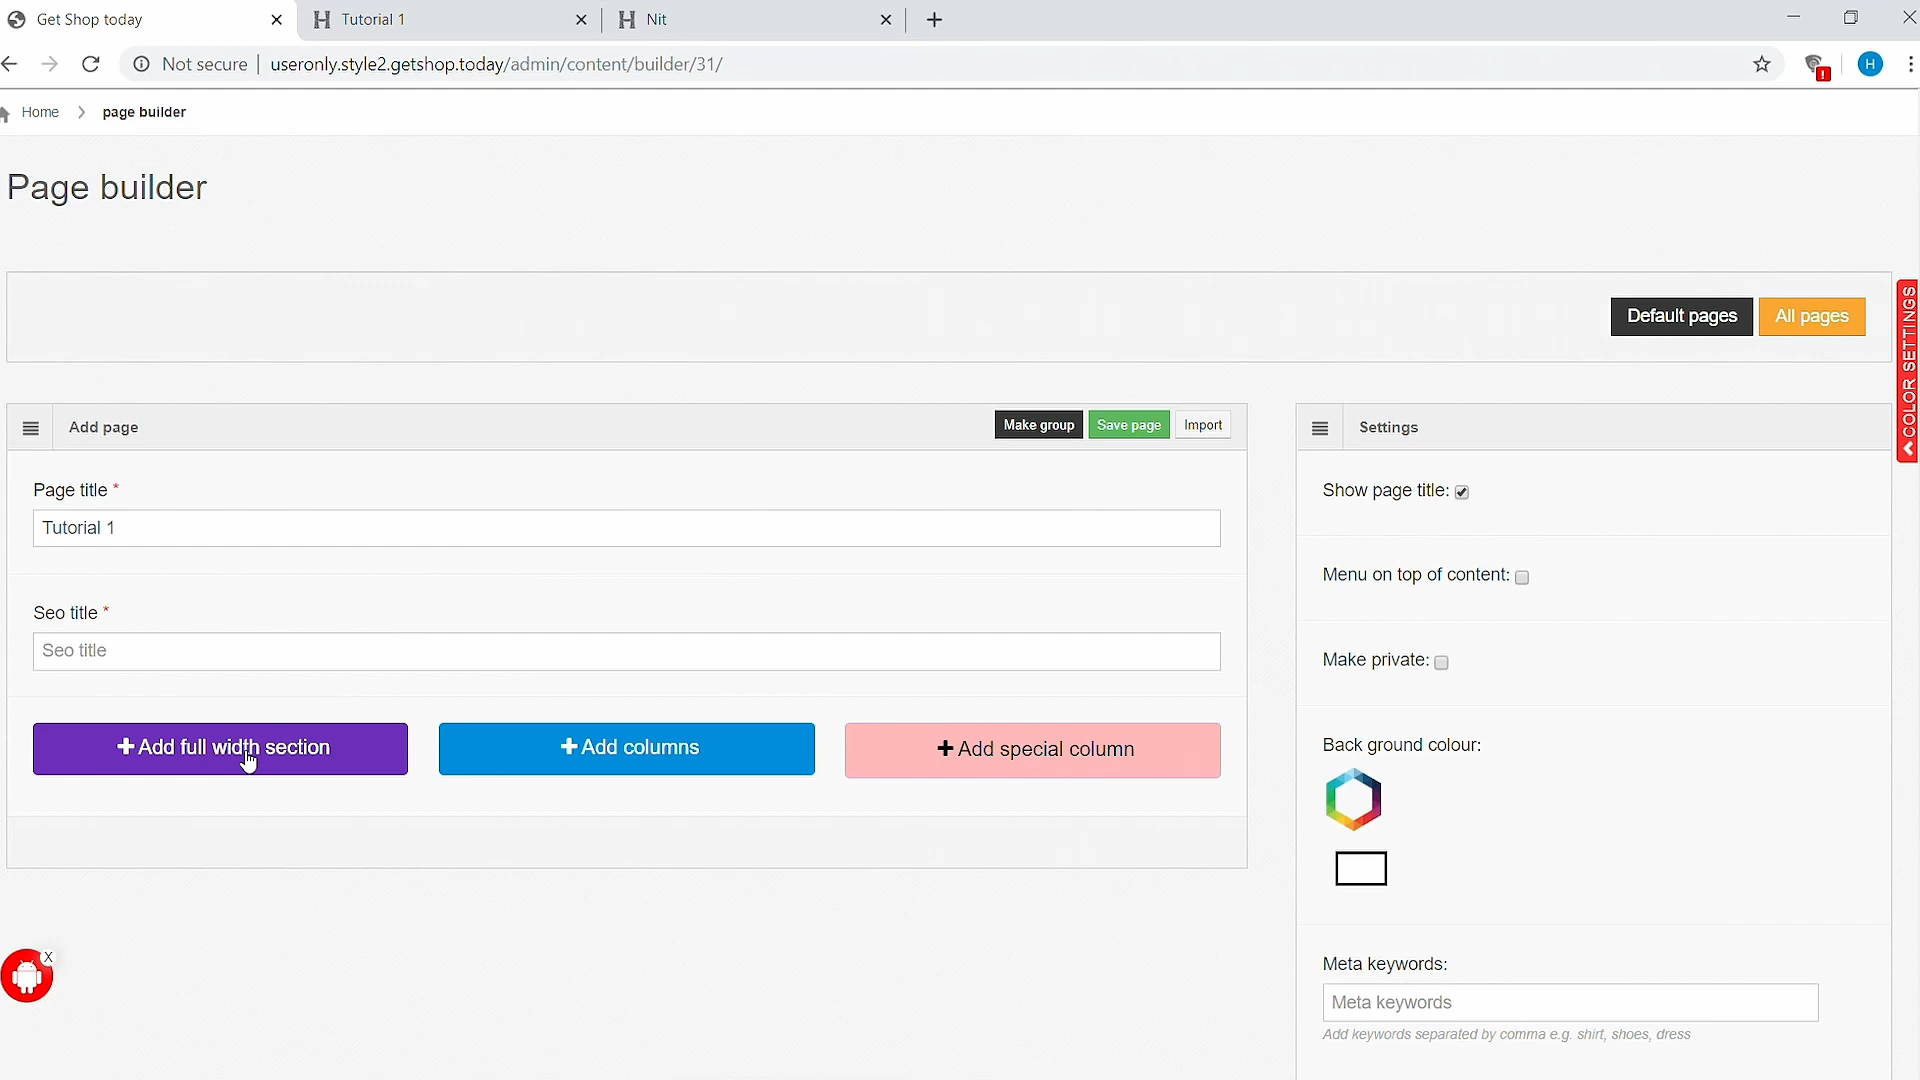 Get Shop today
Tutorial 1
Nit
Not secure
useronly.style2.getshop.today/admin/content/builder/31/
H
Home
page builder
Page builder
Default pages
All pages
COLOR SETTINGS
Add page
Make group
Save page
Import
Settings
Page title *
Tutorial 1
Seo title *
Seo title
Add full width section
Add columns
Add special column
Show page title:
Menu on top of content:
Make private:
Back ground colour:
Meta keywords:
Meta keywords
Add keywords separated by comma e.g. shirt, shoes, dress
X